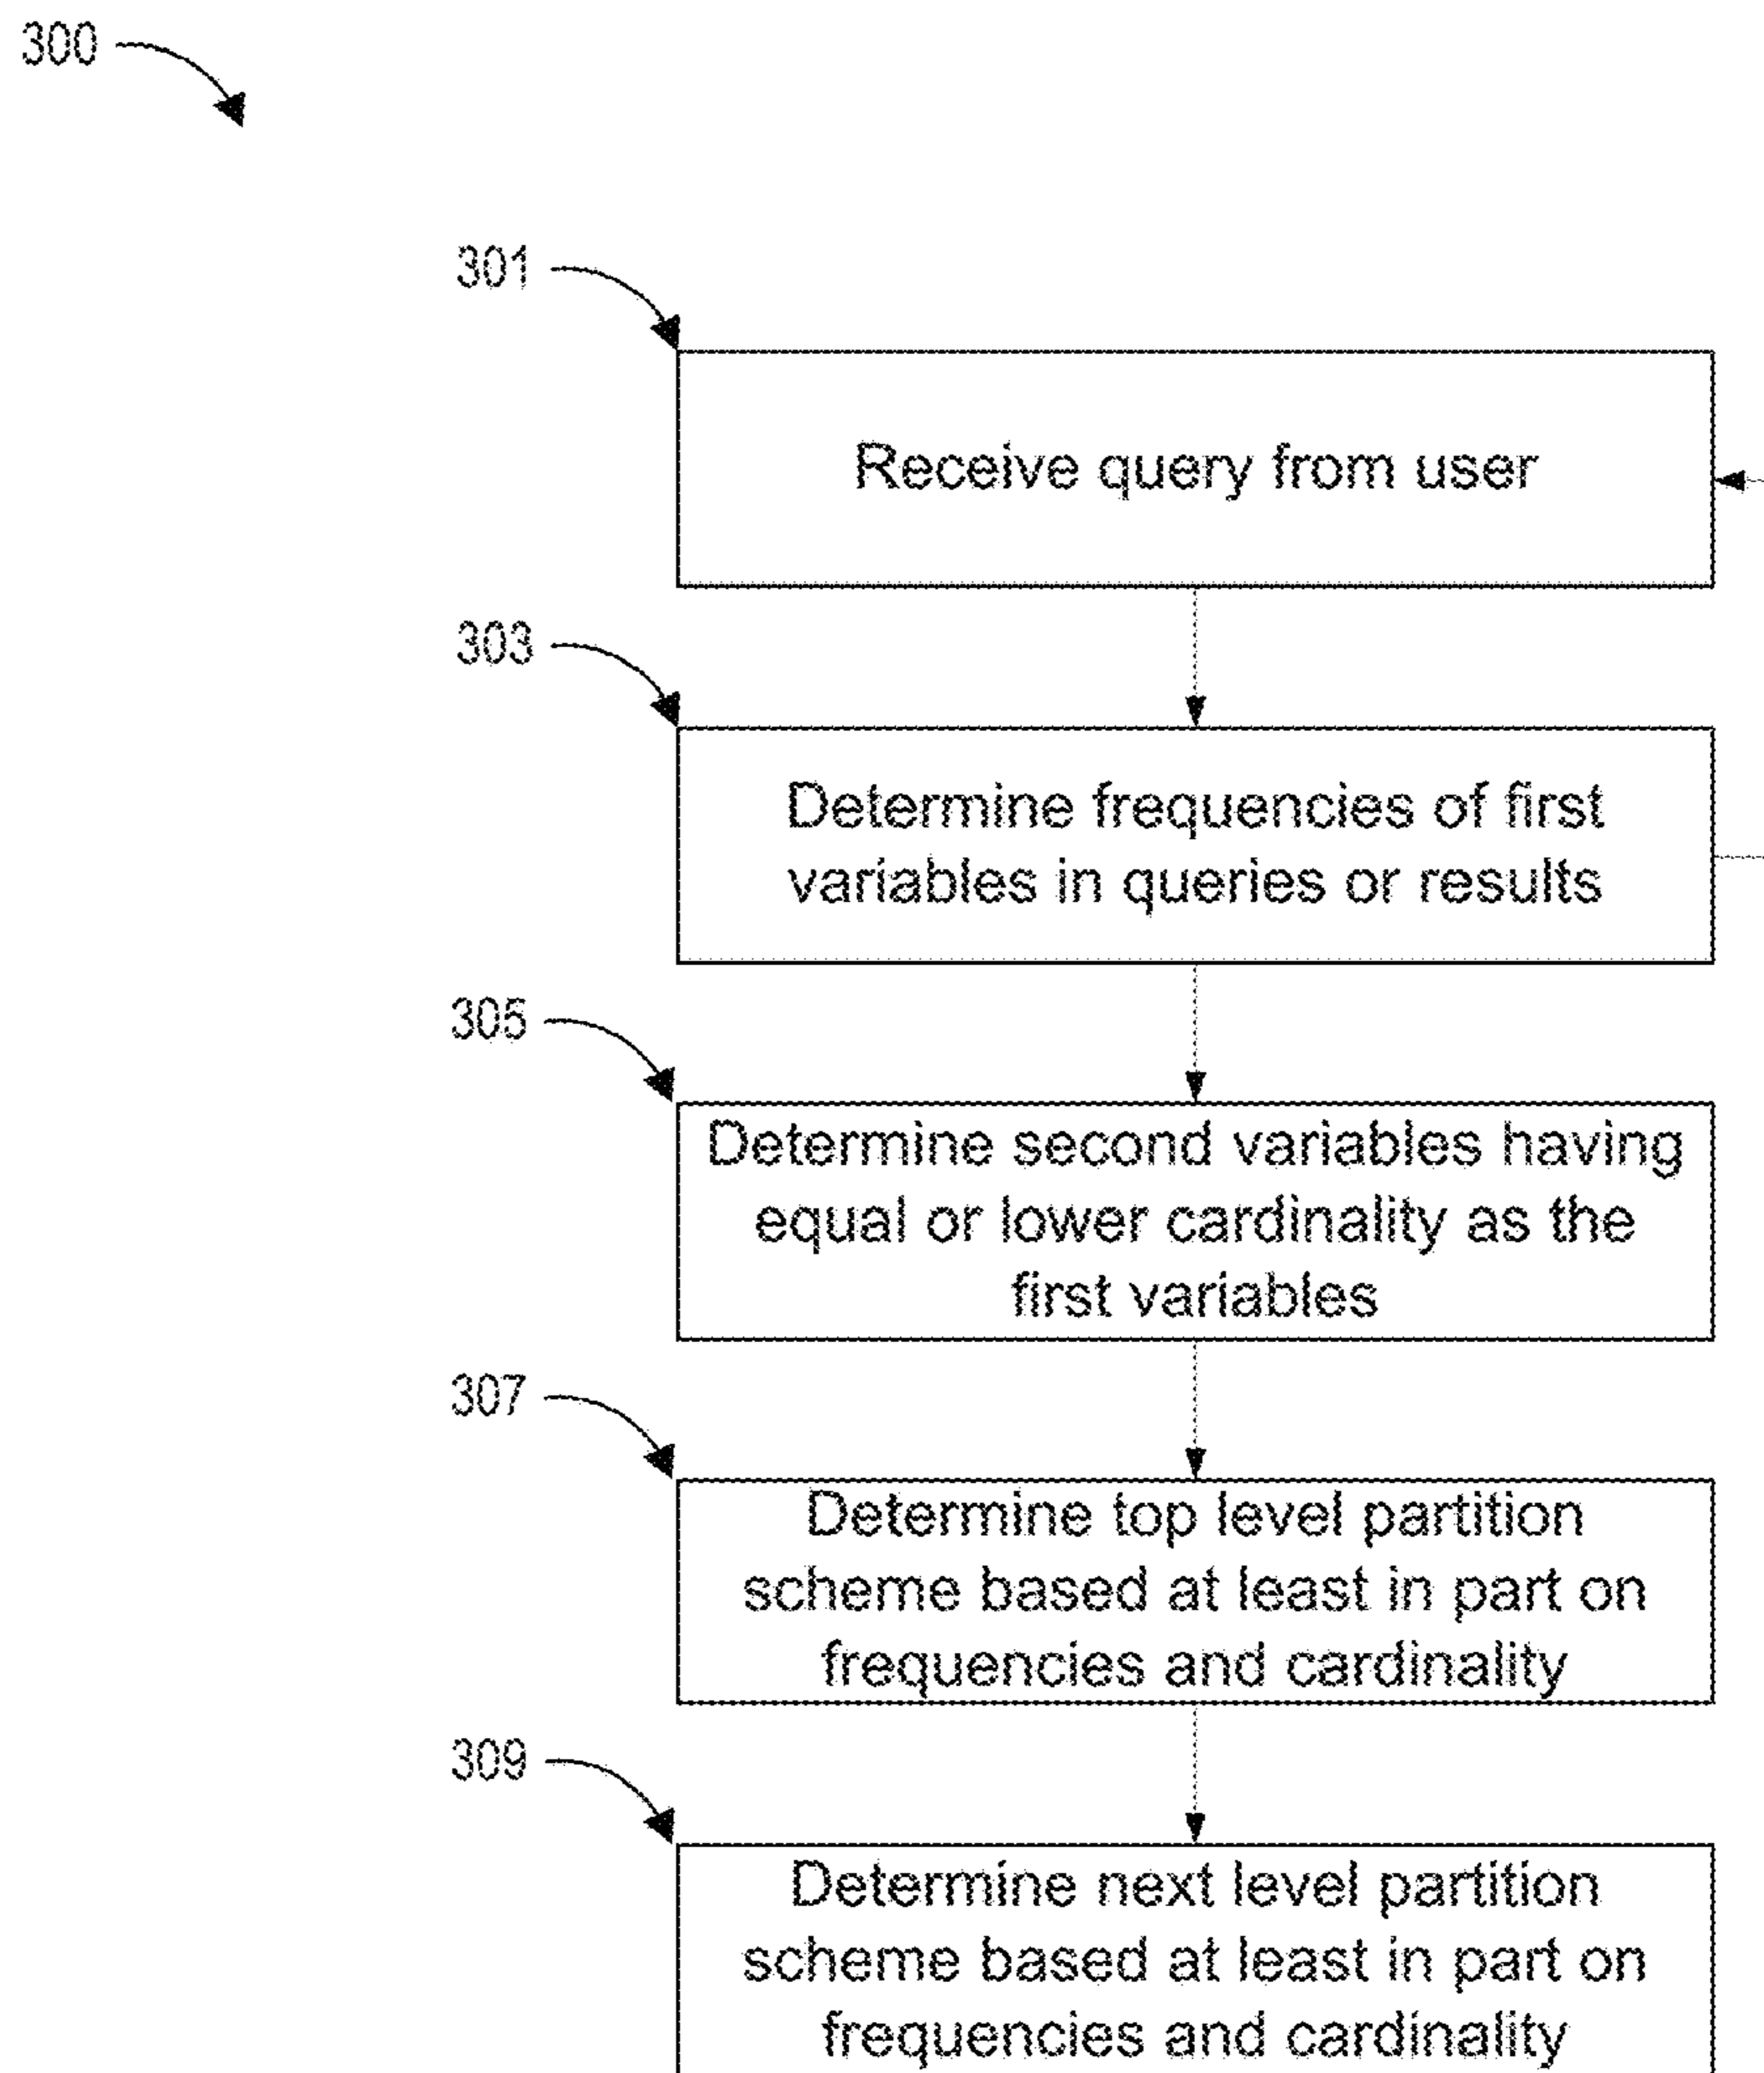 300
301
Receive query from user
303
Determine frequencies of first
variables in queries or results
305
Determine second variables having
equal or lower cardinality as the
first variables
307
Determine top level partition
scheme based at least in part on
frequencies and cardinality
309
Determine next level partition
scheme based at least in part on
frequencies and cardinality